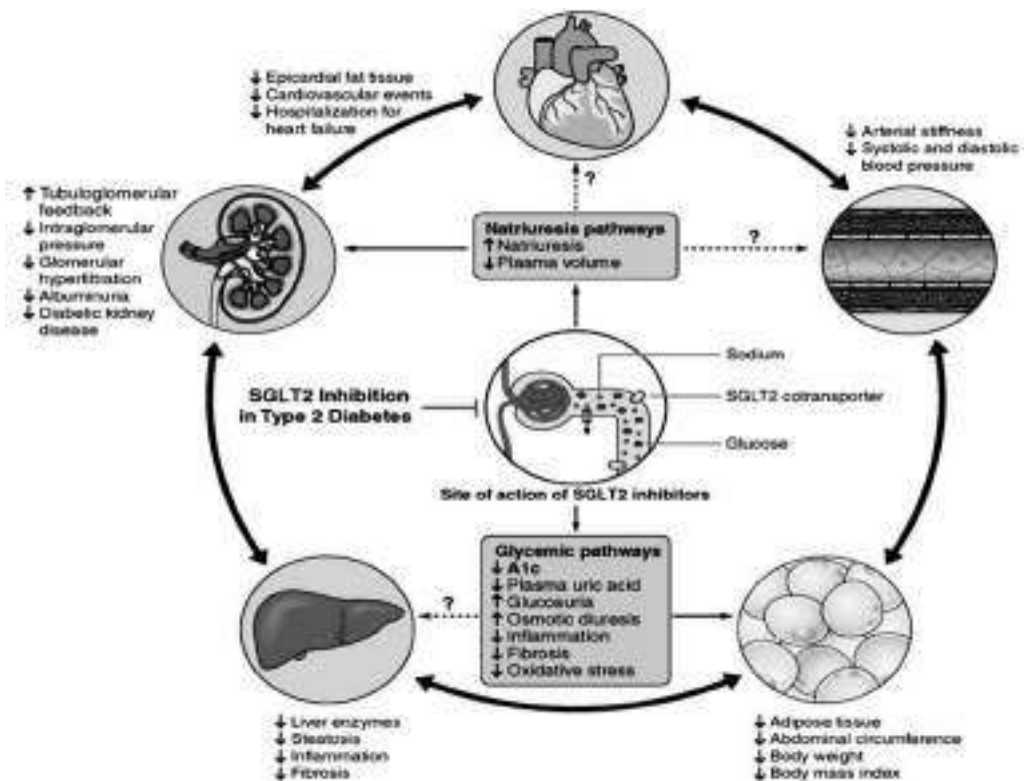 ↓ Epicardial fat tissue
↓ Cardiovascular events
↓ Hospitalization for
heart failure
↓ Arterial stiffness
↓ Systolic and diastolic
blood pressure
↑ Tubuloglomerular
feedback
↓ Intraglomerular
pressure
↓ Glomerular
hyperfiltration
↓ Albuminuria
↓ Diabetic kidney
disease
?
Natriuresis pathways
↑ Natriuresis
↓ Plasma volume
?
SGLT2 Inhibition
in Type 2 Diabetes
Sodium
SGLT2 cotransporter
Glucose
Site of action of SGLT2 inhibitors
Glycemic pathways
↓ A1c
↓ Plasma uric acid
↑ Glucosuria
↑ Osmotic diuresis
↓ Inflammation
↓ Fibrosis
↓ Oxidative stress
?
↓ Liver enzymes
↓ Steatosis
↓ Inflammation
↓ Fibrosis
↓ Adipose tissue
↓ Abdominal circumference
↓ Body weight
↓ Body mass index